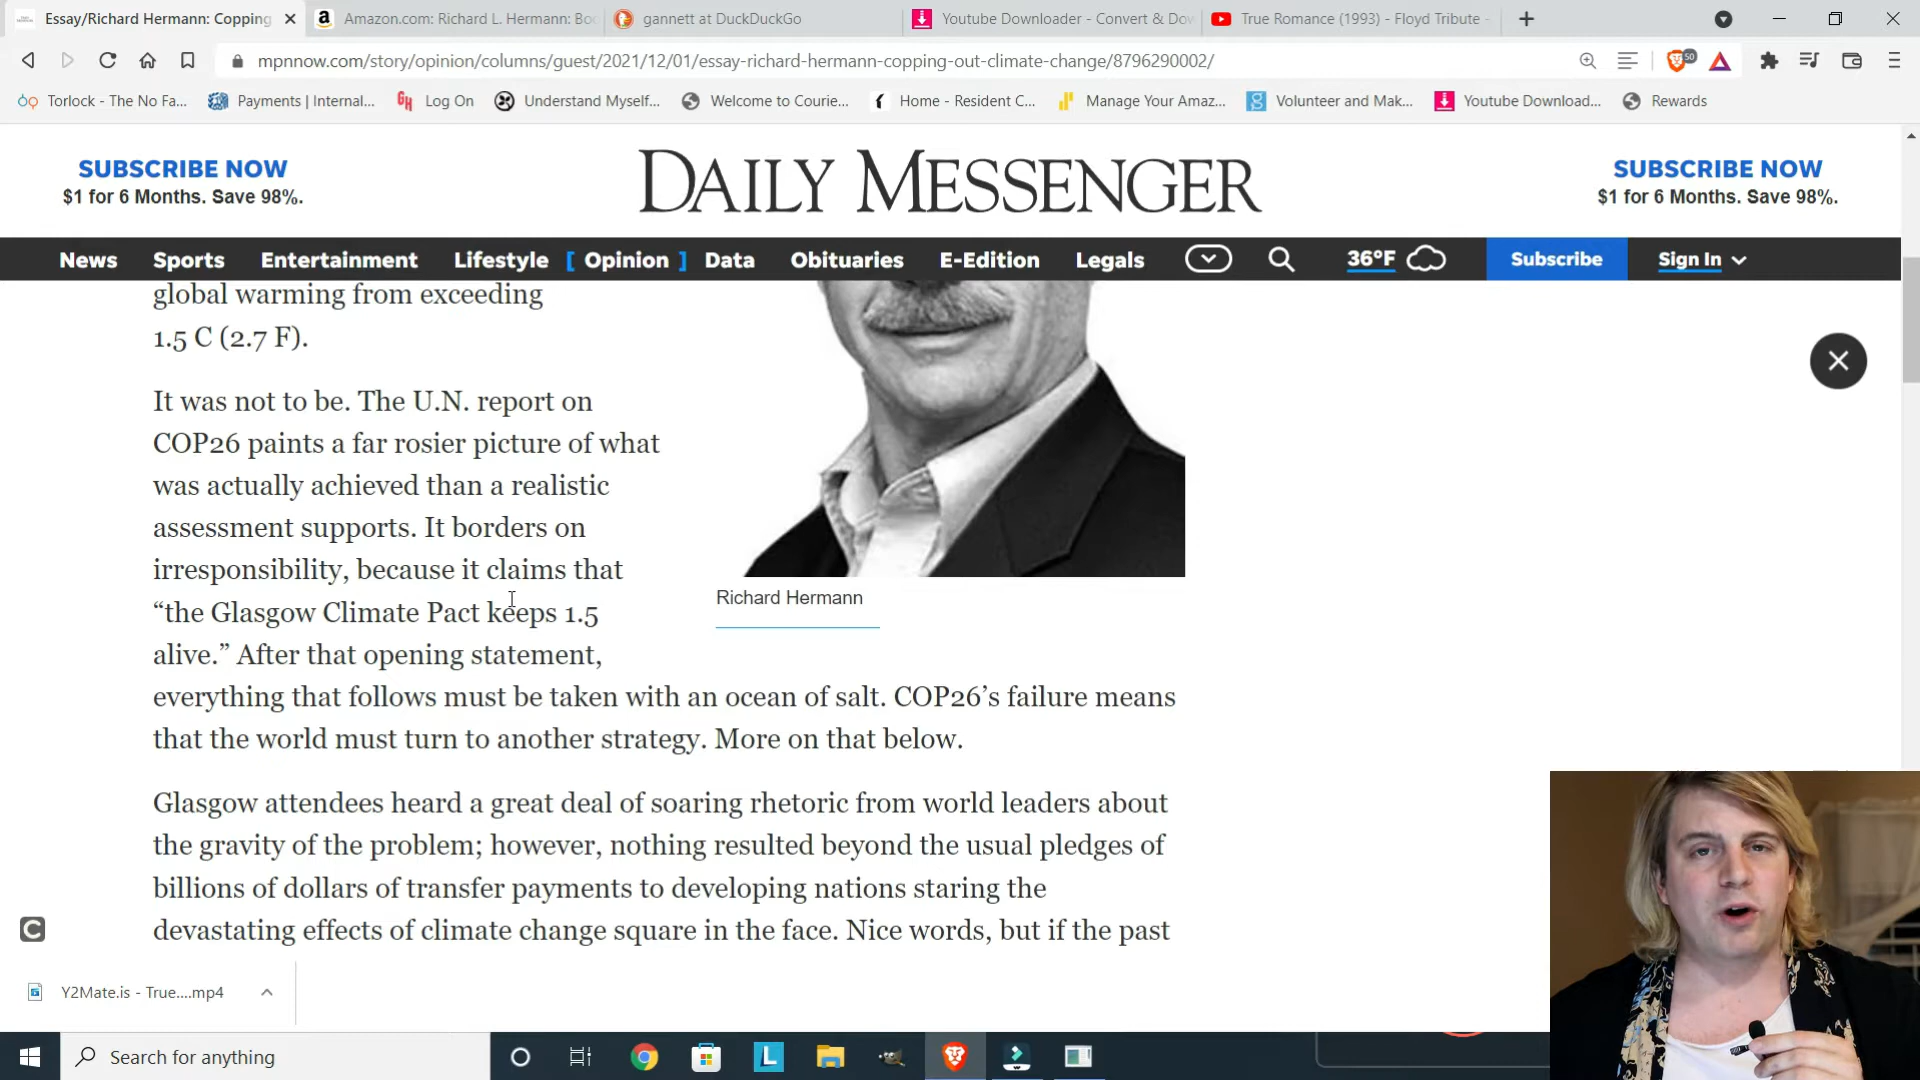 Essay/Richard Hermann: Copping
Amazon.com: Richard L. Hermann: Boo
gannett at DuckDuckGo
Youtube Downloader - Convert & Dow
True Romance (1993) - Floyd Tribute -
mpnnow.com/story/opinion/columns/guest/2021/12/01/essay-richard-hermann-copping-out-climate-change/8796290002/
50
Torlock - The No Fa...
Payments | Internal...
Log On
Understand Myself...
Welcome to Courie...
Home - Resident C...
Manage Your Amaz...
Volunteer and Mak...
Youtube Download...
Rewards
SUBSCRIBE NOW
$1 for 6 Months. Save 98%.
DAILY MESSENGER
SUBSCRIBE NOW
$1 for 6 Months. Save 98%.
News
Sports
Entertainment
Lifestyle
[ Opinion ]
Data
Obituaries
E-Edition
Legals
36°F
Subscribe
Sign In
global warming from exceeding
1.5 C (2.7 F).
It was not to be. The U.N. report on
COP26 paints a far rosier picture of what
was actually achieved than a realistic
assessment supports. It borders on
irresponsibility, because it claims that
“the Glasgow Climate Pact keeps 1.5
alive.” After that opening statement,
everything that follows must be taken with an ocean of salt. COP26’s failure means
that the world must turn to another strategy. More on that below.
Richard Hermann
Glasgow attendees heard a great deal of soaring rhetoric from world leaders about
the gravity of the problem; however, nothing resulted beyond the usual pledges of
billions of dollars of transfer payments to developing nations staring the
devastating effects of climate change square in the face. Nice words, but if the past
C
Y2Mate.is - True....mp4
Search for anything
L